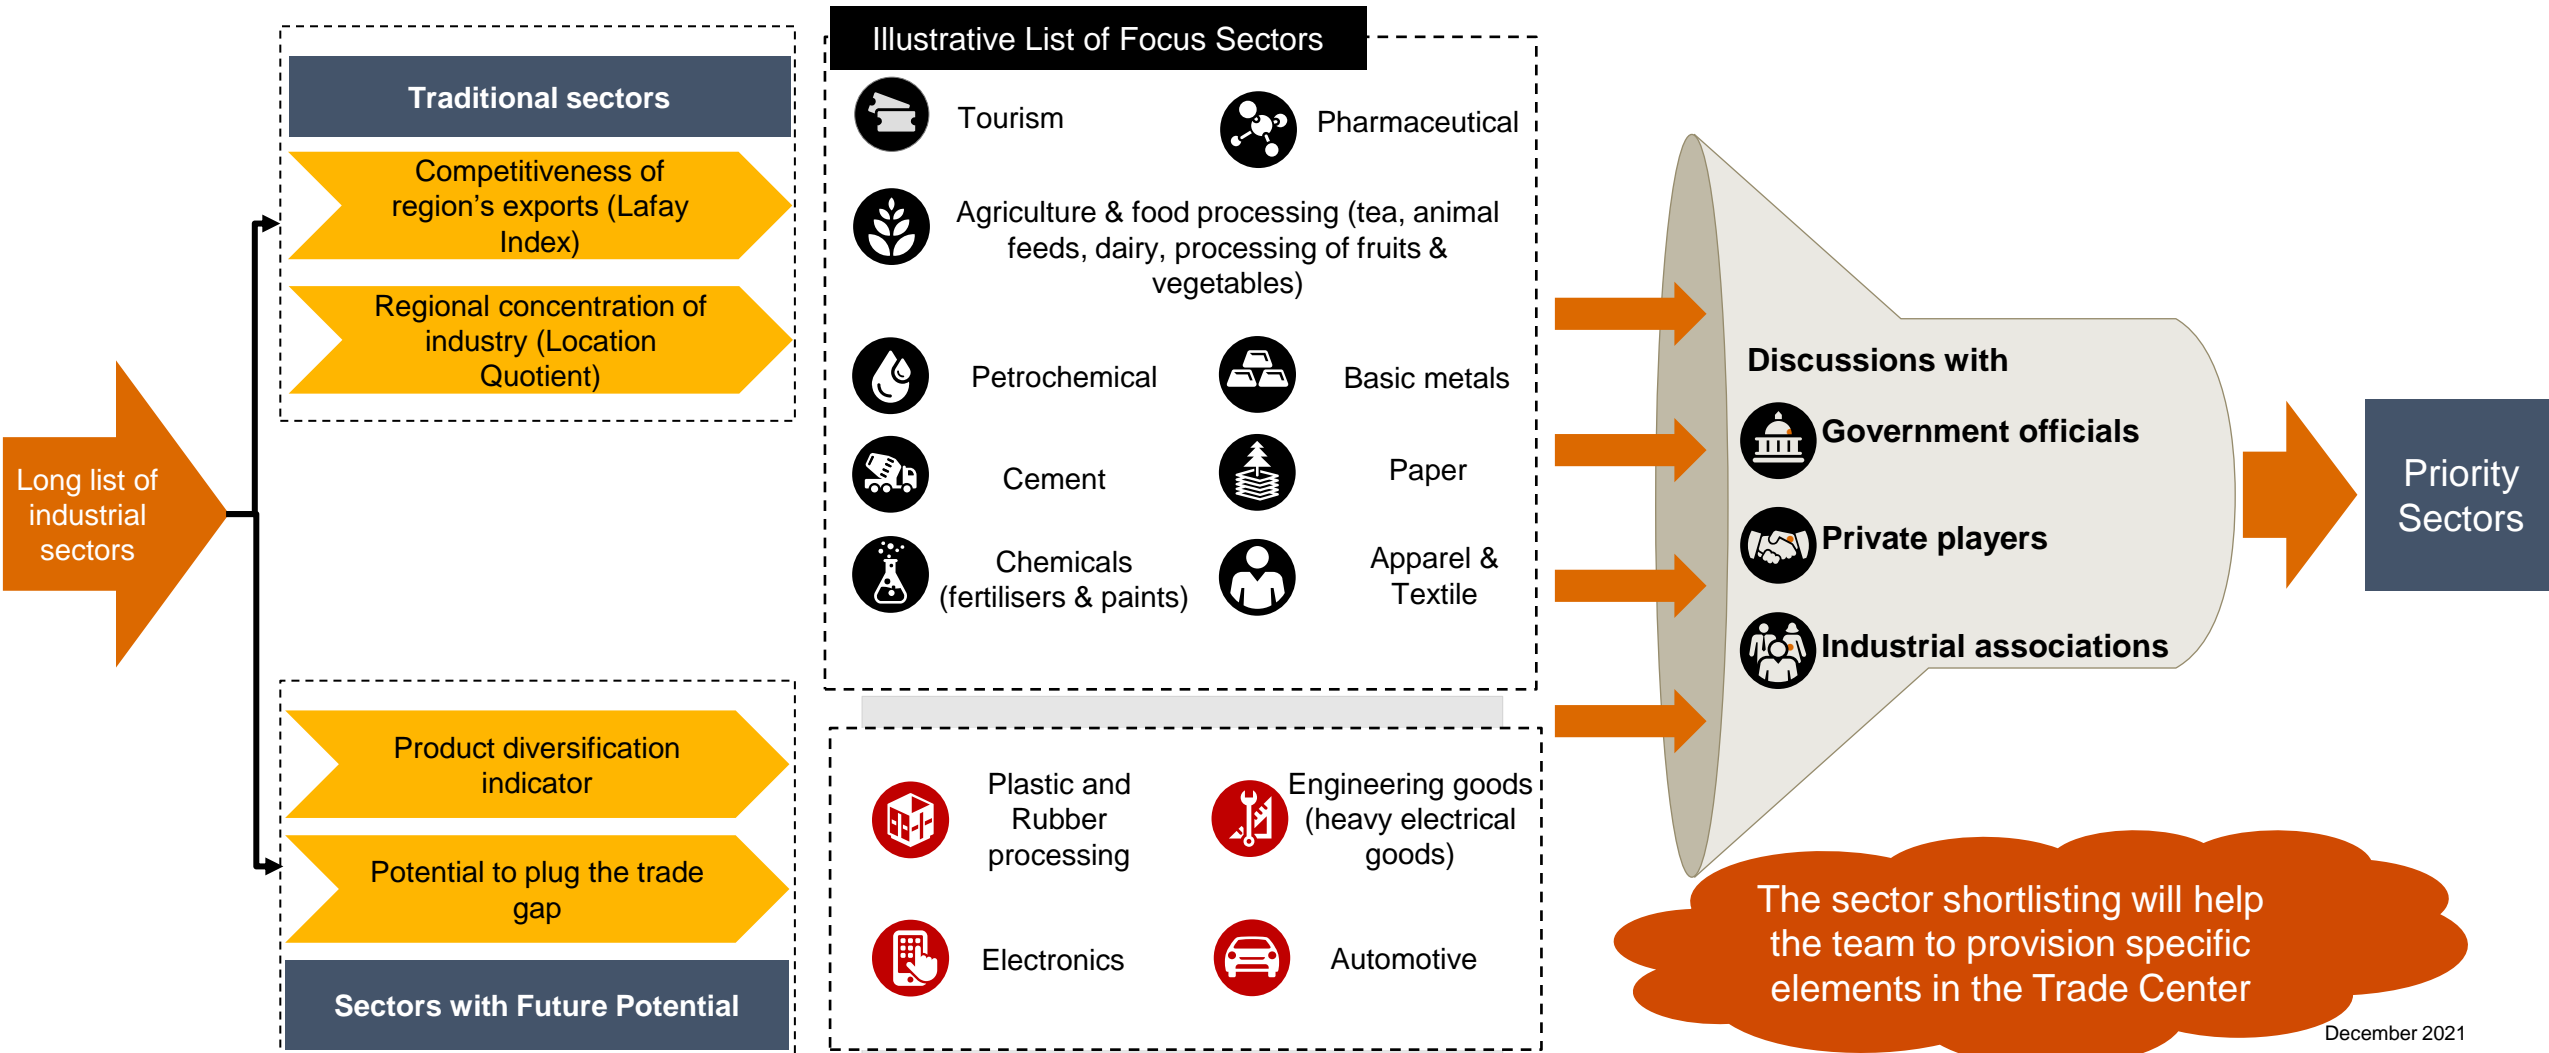 Long list of
industrial
sectors
Traditional sectors
Competitiveness of
region’s exports (Lafay
Index)
Regional concentration of
industry (Location
Quotient)
Product diversification
indicator
Potential to plug the trade
gap
Sectors with Future Potential
Illustrative List of Focus Sectors
Tourism
Pharmaceutical
Agriculture & food processing (tea, animal
feeds, dairy, processing of fruits &
vegetables)
Petrochemical
Basic metals
Cement
Paper
Chemicals
(fertilisers & paints)
Apparel &
Textile
Plastic and
Rubber
processing
Engineering goods
(heavy electrical
goods)
Electronics
Automotive
Discussions with
Government officials
Private players
Industrial associations
Priority
Sectors
The sector shortlisting will help
the team to provision specific
elements in the Trade Center
December 2021